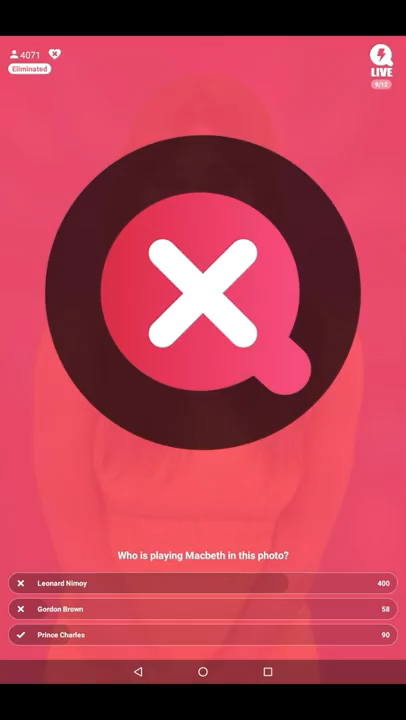 4071
Eliminated
LIVE
9/12
Who is playing Macbeth in this photo?
Leonard Nimoy 400
Gordon Brown 58
Prince Charles 90